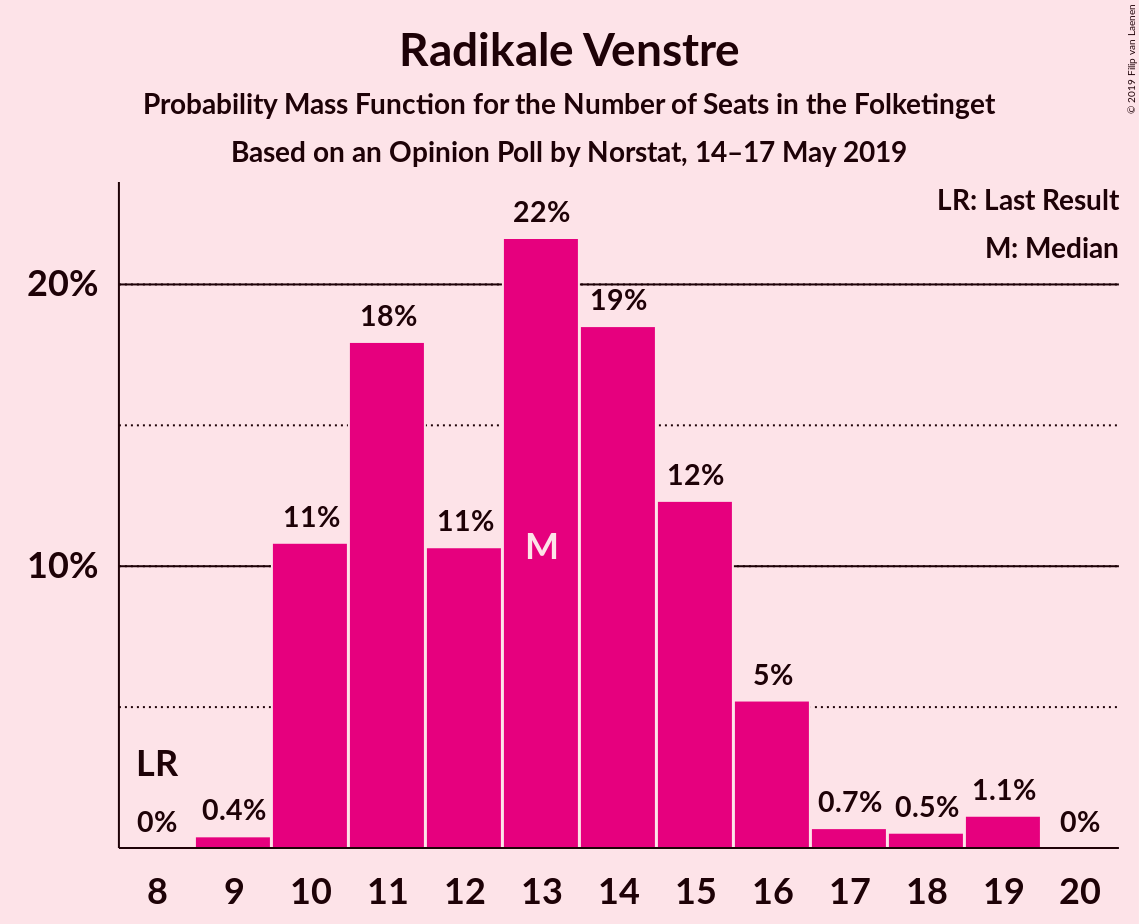 Radikale Venstre
Probability Mass Function for the Number of Seats in the Folketinget
Based on an Opinion Poll by Norstat, 14–17 May 2019
© 2019 Filip van Laenen
LR: Last Result
M: Median
22%
20%
19%
18%
12%
11%
11%
M
10%
5%
LR
0%
0.4%
0.7%
0.5%
1.1%
0%
8 9 10 11 12 13 14 15 16 17 18 19 20